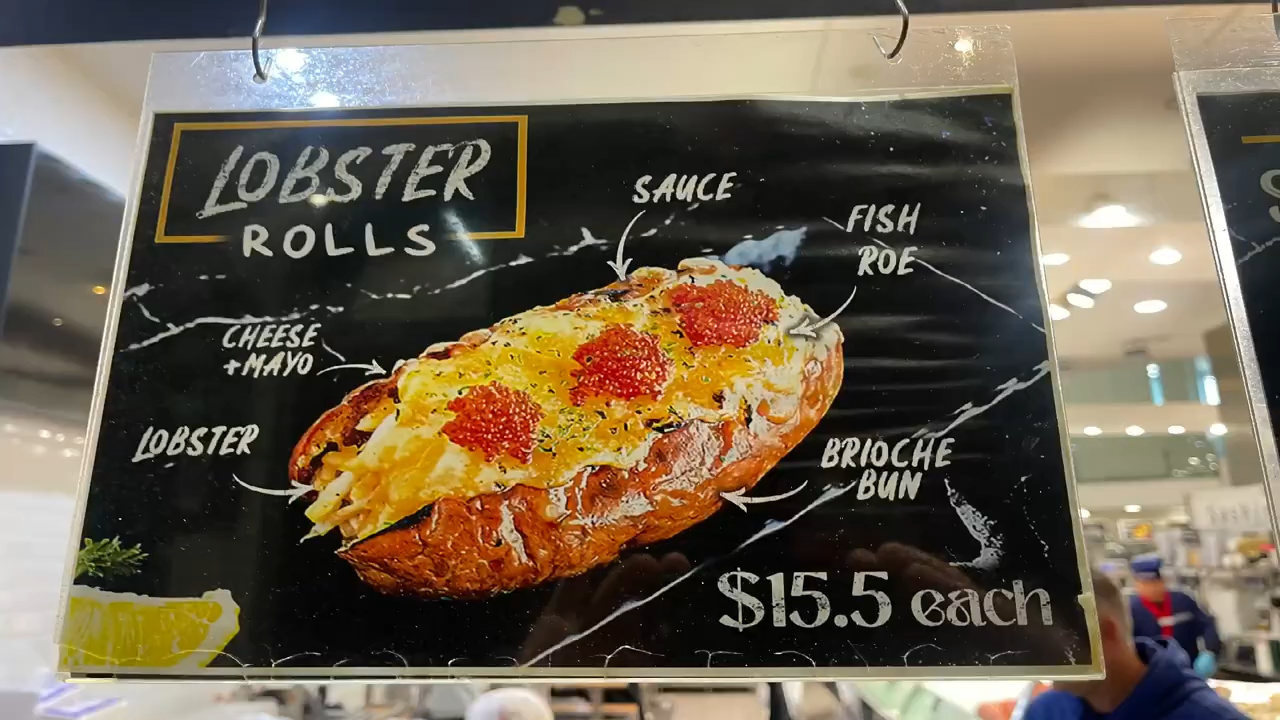 LOBSTER
ROLLS
SAUCE
FISH
ROE
CHEESE
+MAYO
LOBSTER
BRIOCHE
BUN
$15.5 each